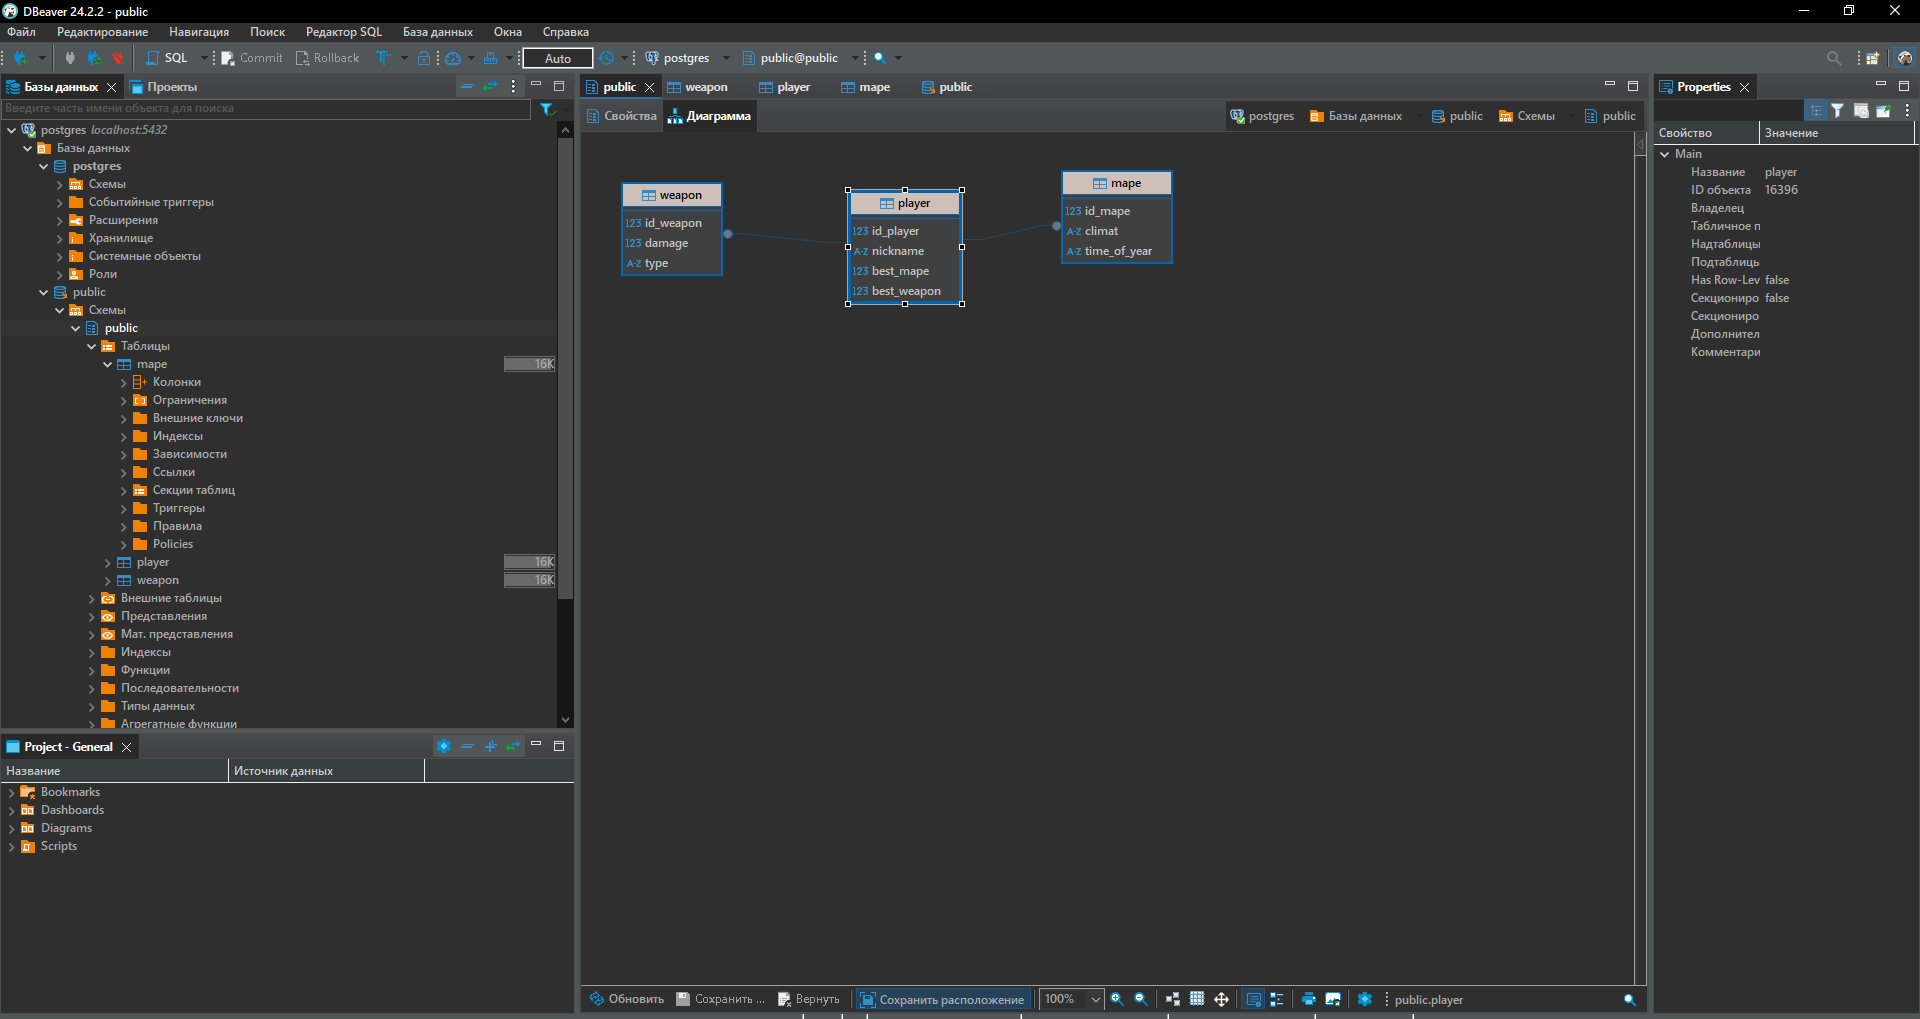 DBeaver 24.2.2 - public
Файл Редактирование Навигация Поиск Редактор SQL База данных Окна Справка
SQL Commit Rollback Auto postgres public@public
Базы данных Проекты
Введите часть имени объекта для поиска
postgres localhost:5432
Базы данных
postgres
Схемы
Событийные триггеры
Расширения
Хранилище
Системные объекты
Роли
public
Схемы
public
Таблицы
mape 16K
Колонки
Ограничения
Внешние ключи
Индексы
Зависимости
Ссылки
Секции таблиц
Триггеры
Правила
Policies
player 16K
weapon 16K
Внешние таблицы
Представления
Мат. представления
Индексы
Функции
Последовательности
Типы данных
Агрегатные функции
Project - General
Название Источник данных
Bookmarks
Dashboards
Diagrams
Scripts
public weapon player mape public
Свойства Диаграмма postgres Базы данных public Схемы public
weapon
123 id_weapon
123 damage
A-Z type
player
123 id_player
A-Z nickname
123 best_mape
123 best_weapon
mape
123 id_mape
A-Z climat
A-Z time_of_year
Обновить Сохранить ... Вернуть Сохранить расположение 100% public.player
Properties
Свойство Значение
Main
Название player
ID объекта 16396
Владелец
Табличное п
Надтаблицы
Подтаблицы
Has Row-Lev false
Секциониро false
Секциониро
Дополнител
Комментари